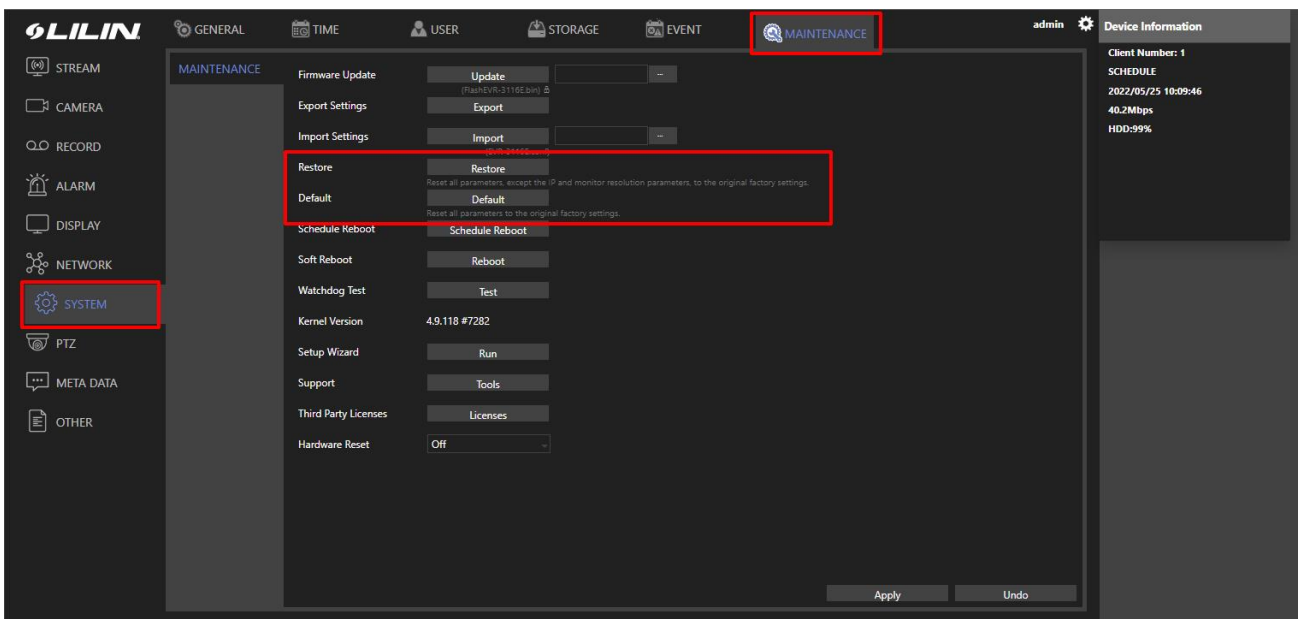 LILIN
GENERAL
TIME
USER
STORAGE
EVENT
MAINTENANCE
admin
Device Information
Client Number: 1
SCHEDULE
2022/05/25 10:09:46
40.2Mbps
HDD:99%
STREAM
CAMERA
RECORD
ALARM
DISPLAY
NETWORK
SYSTEM
PTZ
META DATA
OTHER
MAINTENANCE
Firmware Update Update ...
(FlashEVR-3116E.bin)
Export Settings Export
Import Settings Import ...
Restore Restore
Reset all parameters, except the IP and monitor resolution parameters, to the original factory settings.
Default Default
Reset all parameters to the original factory settings.
Schedule Reboot Schedule Reboot
Soft Reboot Reboot
Watchdog Test Test
Kernel Version 4.9.118 #7282
Setup Wizard Run
Support Tools
Third Party Licenses Licenses
Hardware Reset Off
Apply Undo